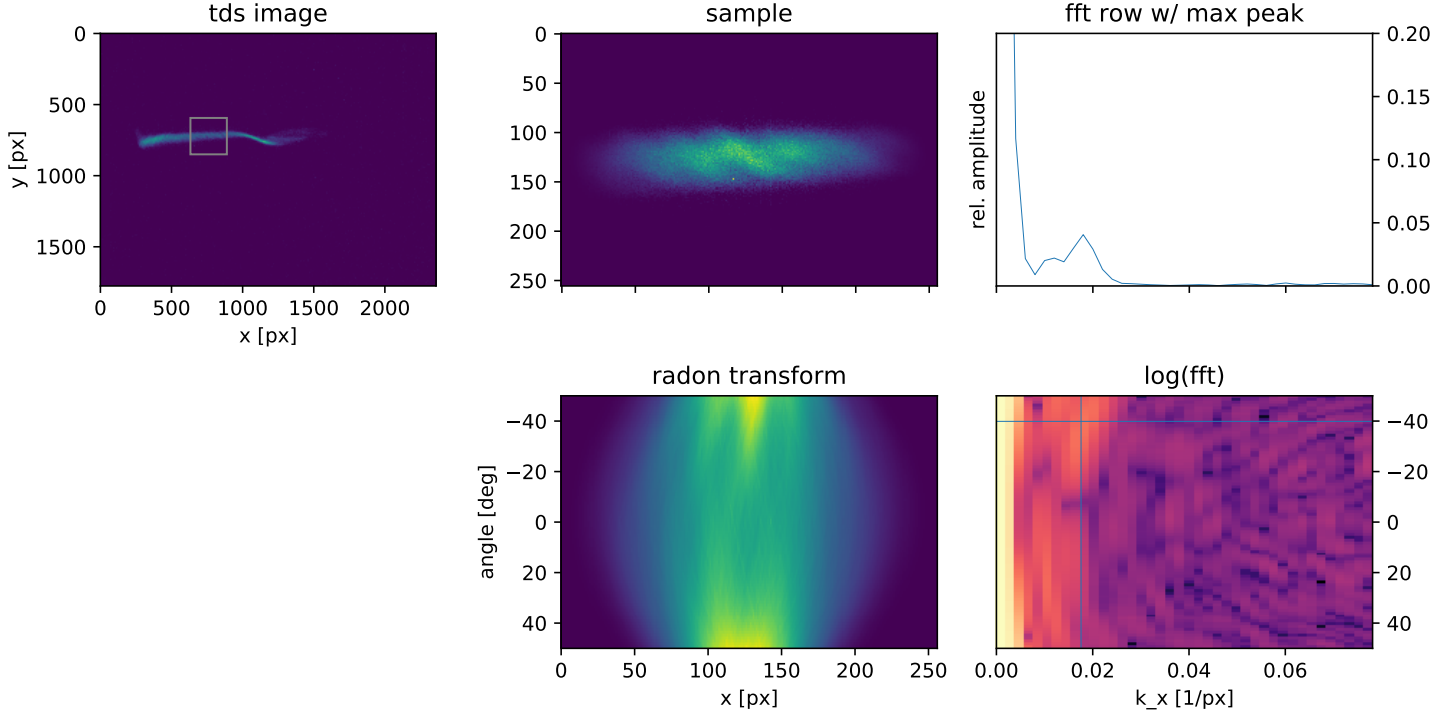 tds image
0
500
1000
1500
y [px]
0 500 1000 1500 2000
x [px]
sample
0
50
100
150
200
250
fft row w/ max peak
0.20
0.15
0.10
0.05
0.00
rel. amplitude
radon transform
−40
−20
0
20
40
angle [deg]
0 50 100 150 200 250
x [px]
log(fft)
−40
−20
0
20
40
0.00 0.02 0.04 0.06
k_x [1/px]